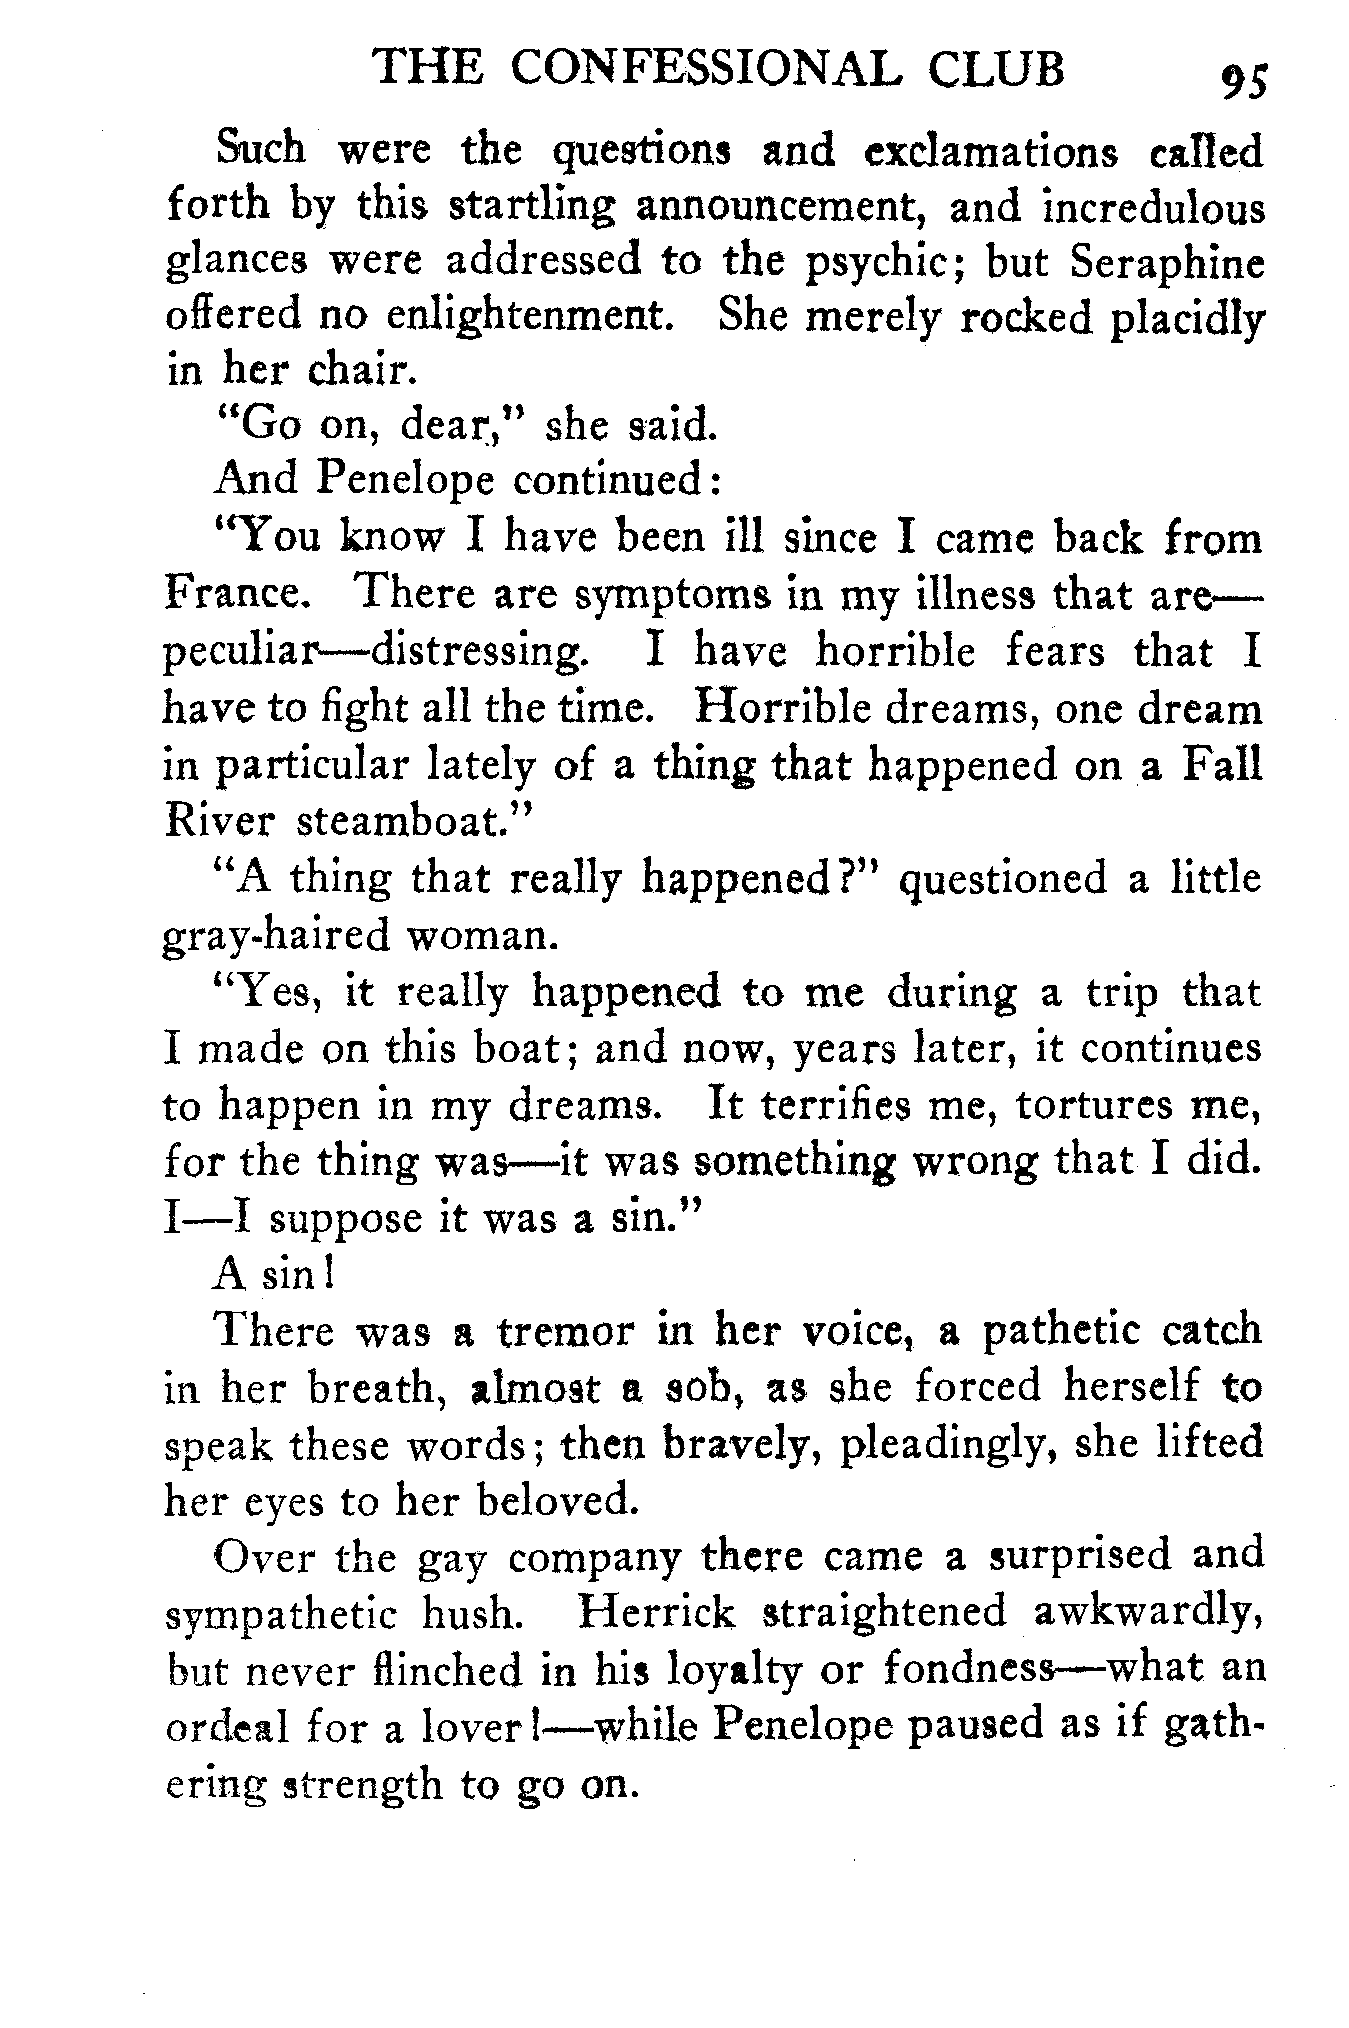 THE CONFESSIONAL CLUB 95
Such were the questions and exclamations called
forth by this startling announcement, and incredulous
glances were addressed to the psychic; but Seraphine
offered no enlightenment. She merely rocked placidly
in her chair.
“Go on, dear,” she said.
And Penelope continued:
“You know I have been ill since I came back from
France. There are symptoms in my illness that are—
peculiar—distressing. I have horrible fears that I
have to fight all the time. Horrible dreams, one dream
in particular lately of a thing that happened on a Fall
River steamboat.”
“A thing that really happened?” questioned a little
gray-haired woman.
“Yes, it really happened to me during a trip that
I made on this boat; and now, years later, it continues
to happen in my dreams. It terrifies me, tortures me,
for the thing was—it was something wrong that I did.
I—I suppose it was a sin.”
A sin!
There was a tremor in her voice, a pathetic catch
in her breath, almost a sob, as she forced herself to
speak these words; then bravely, pleadingly, she lifted
her eyes to her beloved.
Over the gay company there came a surprised and
sympathetic hush. Herrick straightened awkwardly,
but never flinched in his loyalty or fondness—what an
ordeal for a lover!—while Penelope paused as if gath-
ering strength to go on.